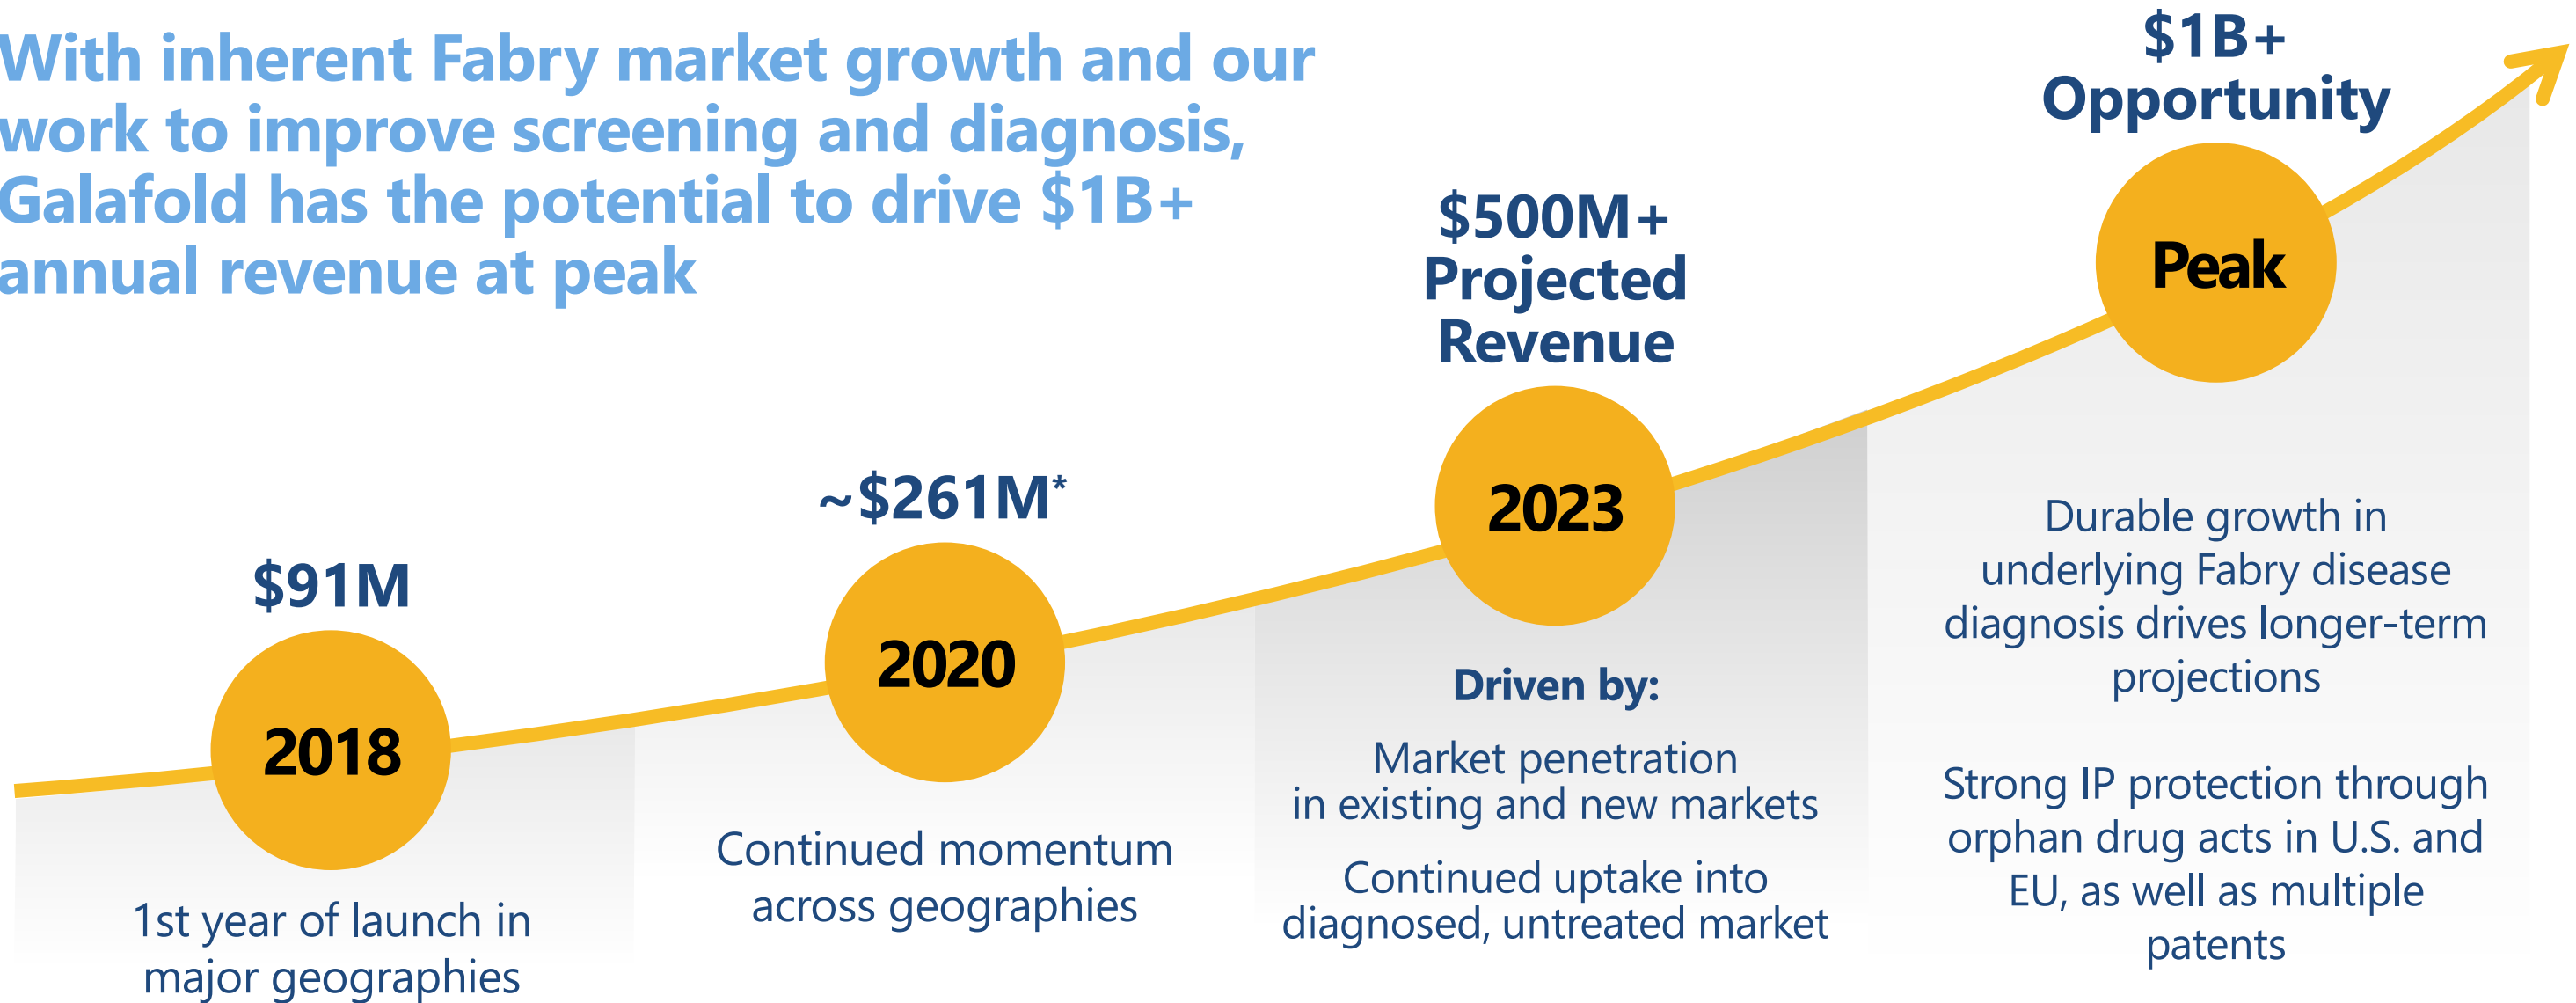 With inherent Fabry market growth and our
work to improve screening and diagnosis,
Galafold has the potential to drive $1B+
annual revenue at peak
$91M
2018
1st year of launch in
major geographies
~$261M*
2020
Continued momentum
across geographies
$500M+
Projected
Revenue
2023
Driven by:
Market penetration
in existing and new markets
Continued uptake into
diagnosed, untreated market
$1B+
Opportunity
Peak
Durable growth in
underlying Fabry disease
diagnosis drives longer-term
projections
Strong IP protection through
orphan drug acts in U.S. and
EU, as well as multiple
patents